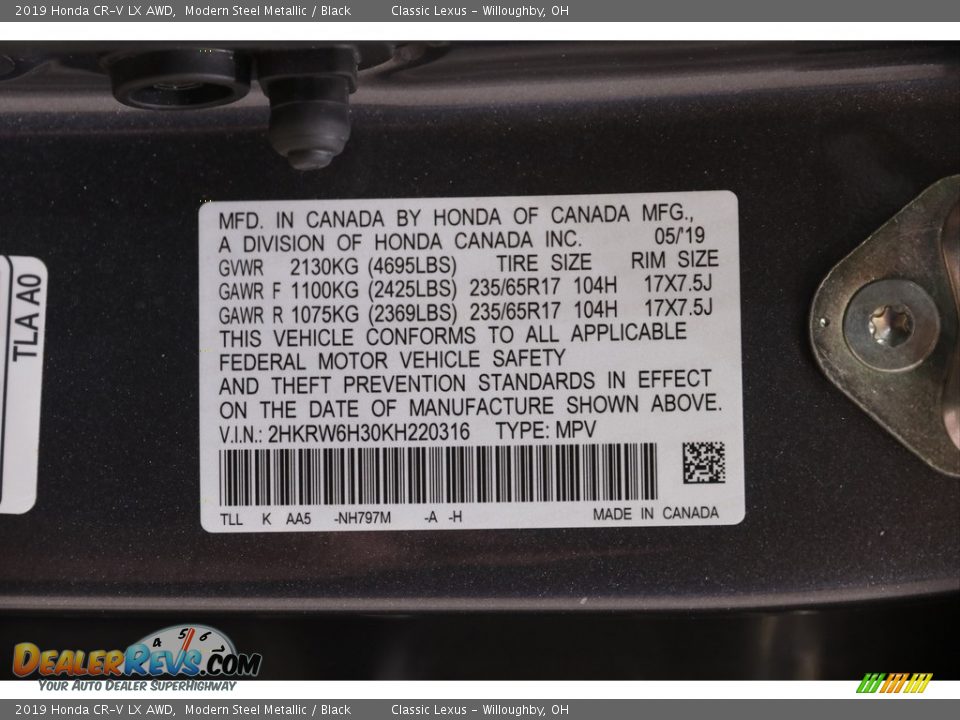 2019 Honda CR-V LX AWD, Modern Steel Metallic / Black Classic Lexus - Willoughby, OH
MFD. IN CANADA BY HONDA OF CANADA MFG.,
A DIVISION OF HONDA CANADA INC. 05/'19
GVWR 2130KG (4695LBS) TIRE SIZE RIM SIZE
GAWR F 1100KG (2425LBS) 235/65R17 104H 17X7.5J
GAWR R 1075KG (2369LBS) 235/65R17 104H 17X7.5J
THIS VEHICLE CONFORMS TO ALL APPLICABLE
FEDERAL MOTOR VEHICLE SAFETY
AND THEFT PREVENTION STANDARDS IN EFFECT
ON THE DATE OF MANUFACTURE SHOWN ABOVE.
V.I.N.: 2HKRW6H30KH220316 TYPE: MPV
TLL K AA5 -NH797M -A -H MADE IN CANADA
TLA A0
4 5 6
DEALERREVS.COM
YOUR AUTO DEALER SUPERHIGHWAY
2019 Honda CR-V LX AWD, Modern Steel Metallic / Black Classic Lexus - Willoughby, OH